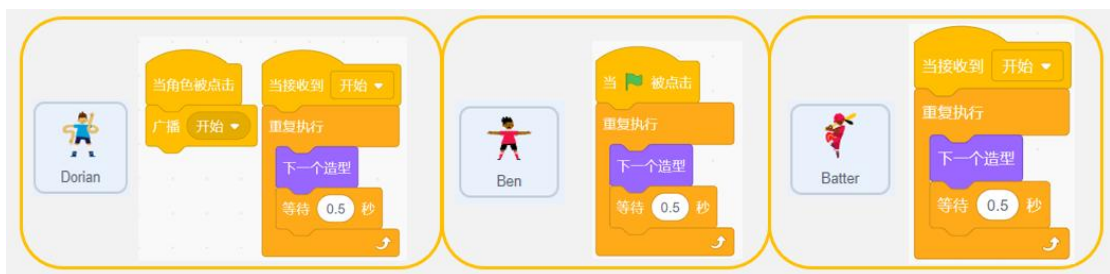 当角色被点击
广播 开始
当接收到 开始
重复执行
下一个造型
等待 0.5 秒
Dorian
当 被点击
重复执行
下一个造型
等待 0.5 秒
Ben
当接收到 开始
重复执行
下一个造型
等待 0.5 秒
Batter